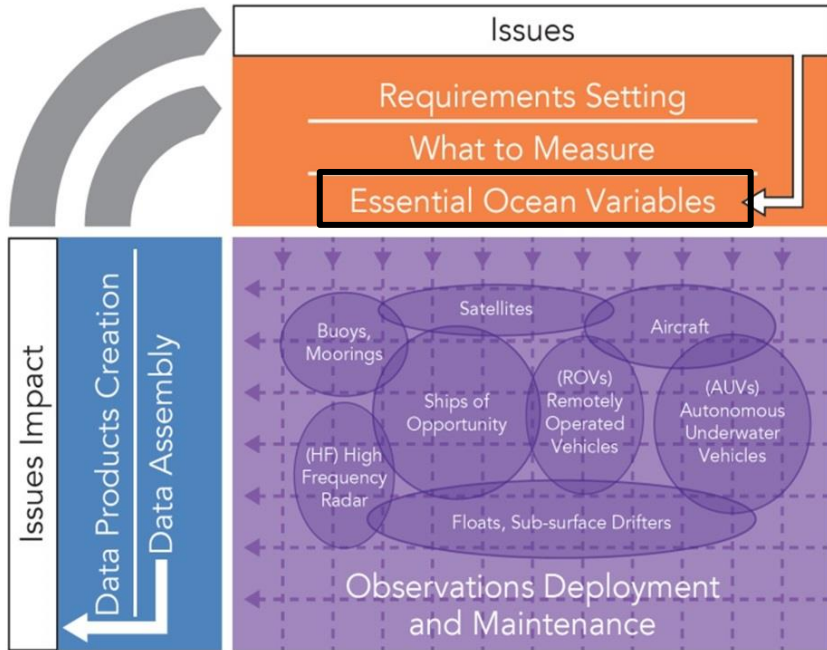 Issues
Requirements Setting
What to Measure
Essential Ocean Variables
Issues Impact
Data Products Creation
Data Assembly
Satellites
Buoys,
Moorings
Aircraft
Ships of
Opportunity
(ROVs)
Remotely
Operated
Vehicles
(AUVs)
Autonomous
Underwater
Vehicles
(HF) High
Frequency
Radar
Floats, Sub-surface Drifters
Observations Deployment
and Maintenance